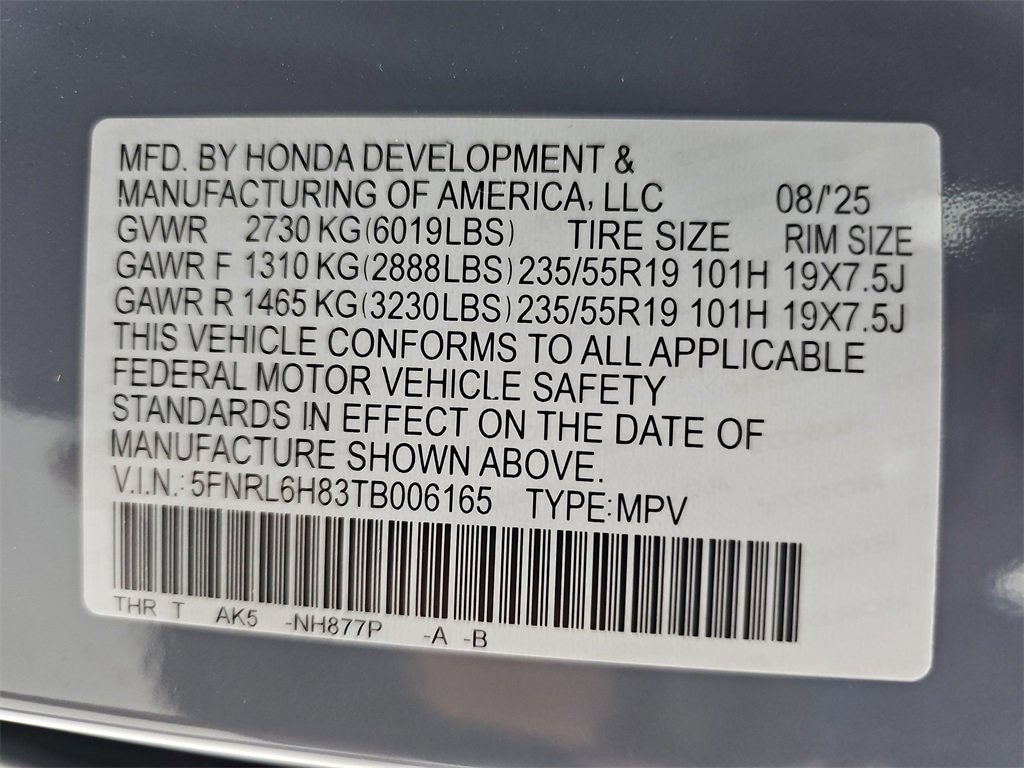 MFD. BY HONDA DEVELOPMENT &
MANUFACTURING OF AMERICA, LLC 08/'25
GVWR 2730 KG(6019LBS) TIRE SIZE RIM SIZE
GAWR F 1310 KG(2888LBS) 235/55R19 101H 19X7.5J
GAWR R 1465 KG(3230LBS) 235/55R19 101H 19X7.5J
THIS VEHICLE CONFORMS TO ALL APPLICABLE
FEDERAL MOTOR VEHICLE SAFETY
STANDARDS IN EFFECT ON THE DATE OF
MANUFACTURE SHOWN ABOVE.
V.I.N.: 5FNRL6H83TB006165 TYPE: MPV
THR T AK5 -NH877P -A -B